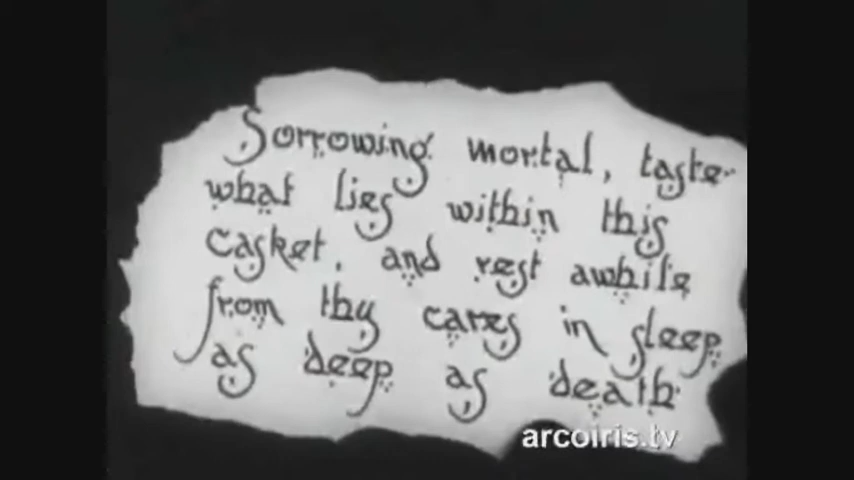 Sorrowing mortal, taste
what lies within this
casket, and rest awhile
from thy cares in sleep
as deep as death
arcoiris.tv